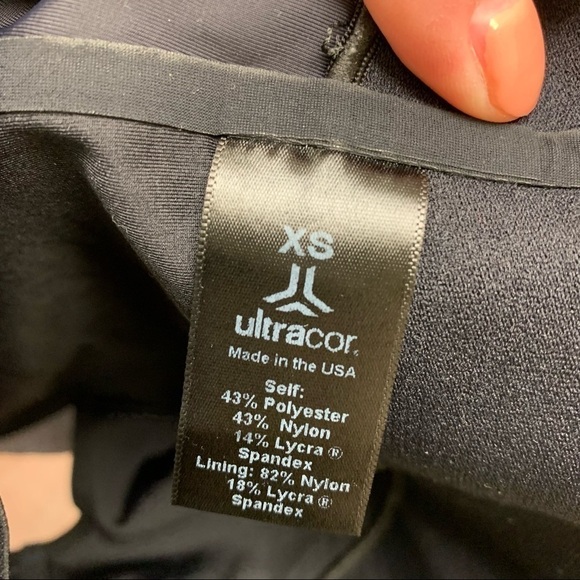 XS
ultracor®
Made in the USA
Self:
43% Polyester
43% Nylon
14% Lycra ®
Spandex
Lining: 82% Nylon
18% Lycra ®
Spandex